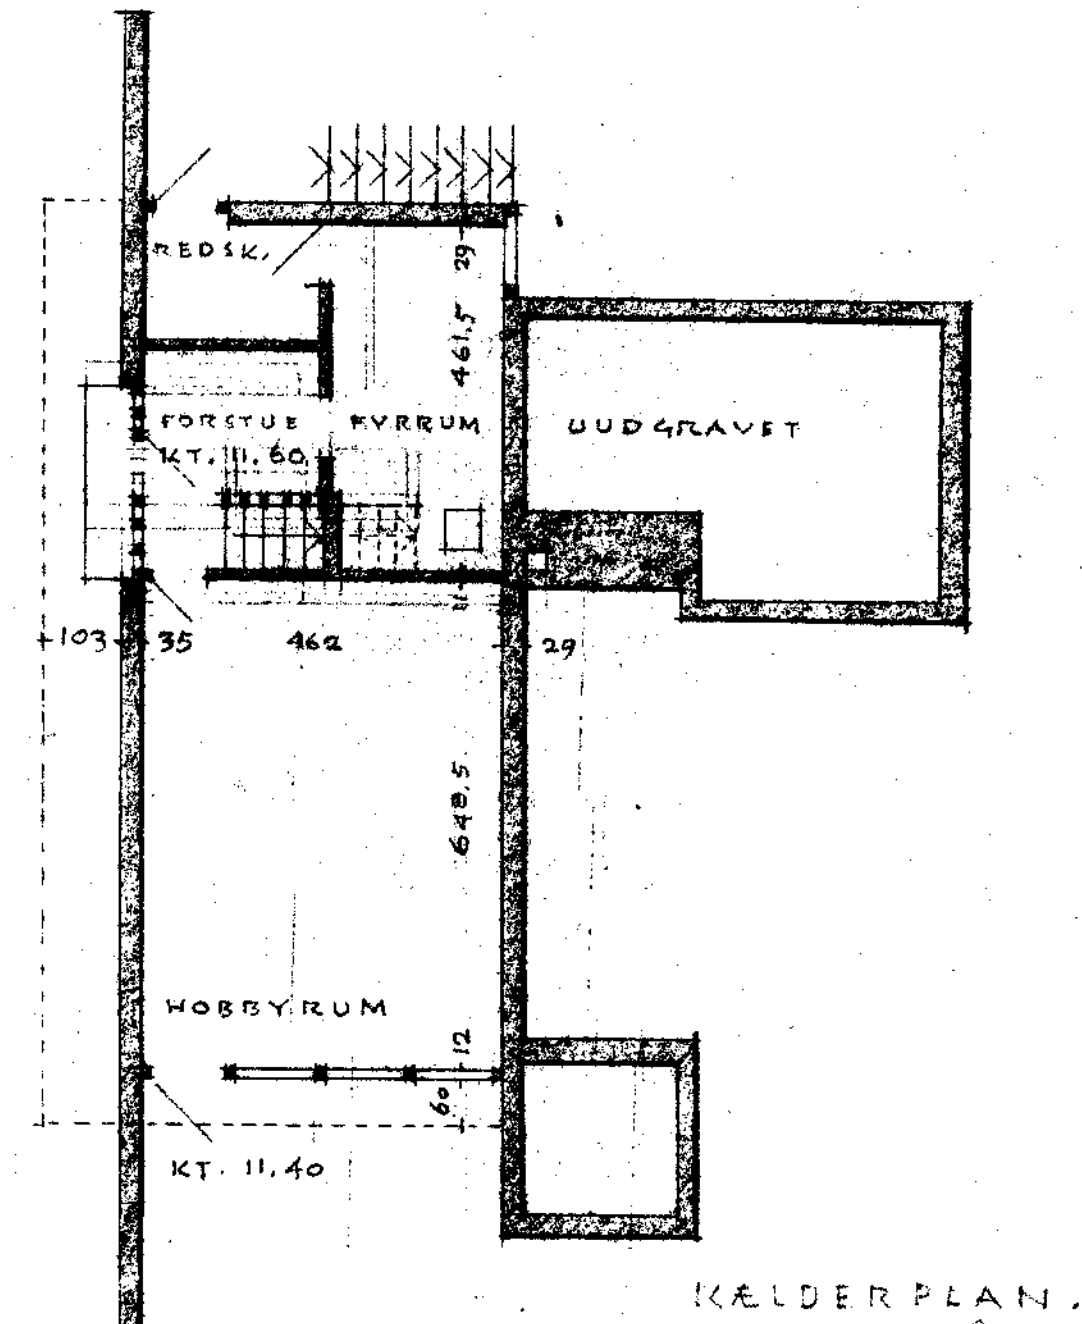 REDSK.
29
461.5
FORSTUE
FYRRUM
UUDGRAVET
KT. 11.60
11
103
35
462
29
648.5
HOBBYRUM
12
60
KT. 11.40
KÆLDERPLAN.